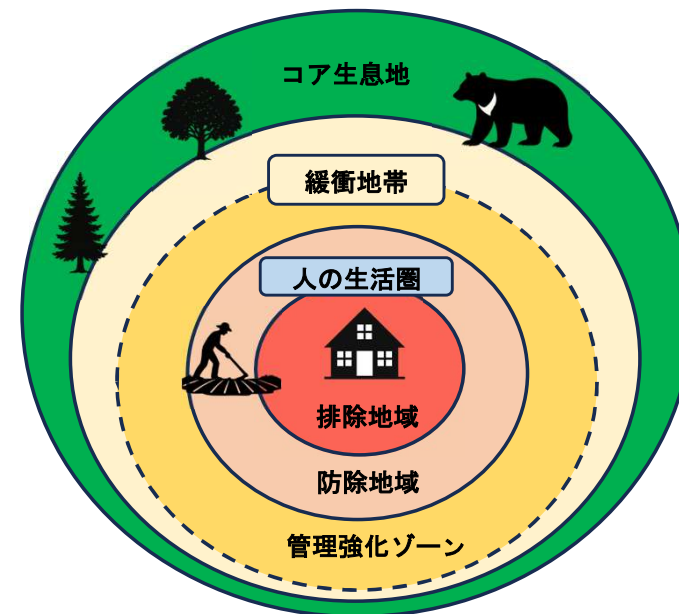 コア生息地
緩衝地帯
人の生活圏
排除地域
防除地域
管理強化ゾーン